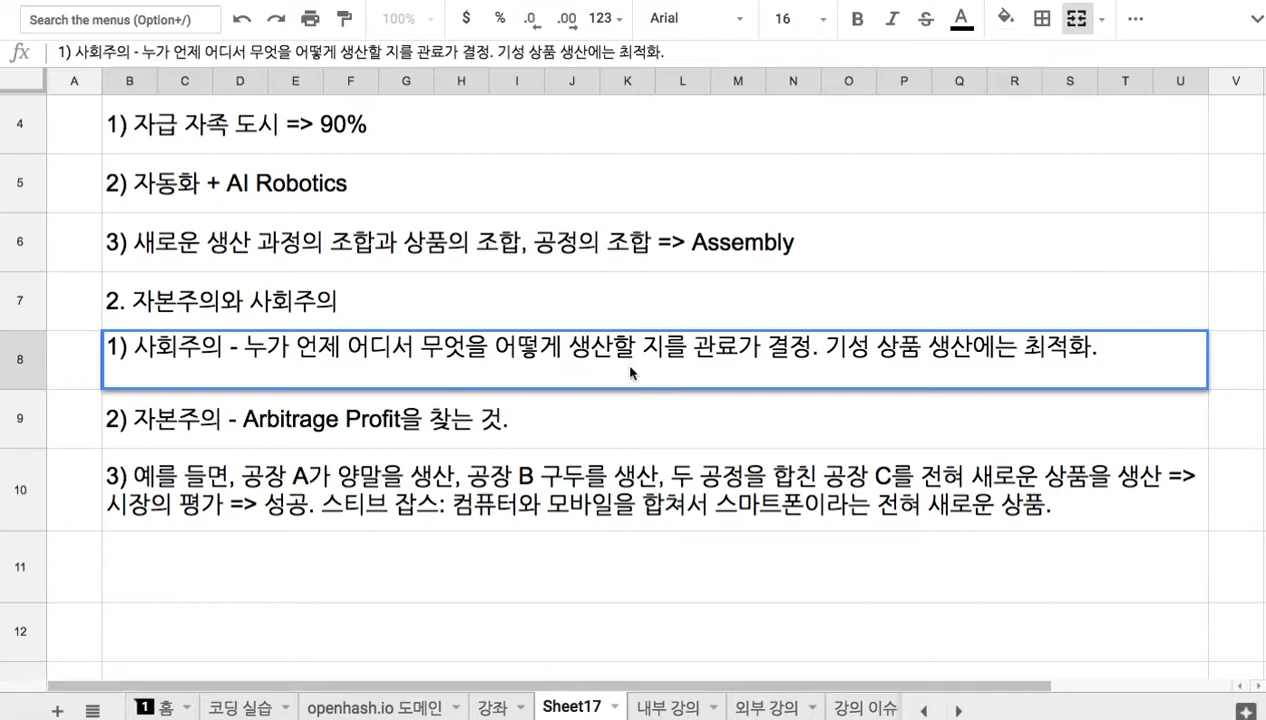 Search the menus (Option+/)
100%
$ % .0 .00 123
Arial
16
B I S A
fx 1) 사회주의 - 누가 언제 어디서 무엇을 어떻게 생산할 지를 관료가 결정. 기성 상품 생산에는 최적화.
A B C D E F G H I J K L M N O P Q R S T U V
4 1) 자급 자족 도시 => 90%
5 2) 자동화 + AI Robotics
6 3) 새로운 생산 과정의 조합과 상품의 조합, 공정의 조합 => Assembly
7 2. 자본주의와 사회주의
8 1) 사회주의 - 누가 언제 어디서 무엇을 어떻게 생산할 지를 관료가 결정. 기성 상품 생산에는 최적화.
9 2) 자본주의 - Arbitrage Profit을 찾는 것.
10 3) 예를 들면, 공장 A가 양말을 생산, 공장 B 구두를 생산, 두 공정을 합친 공장 C를 전혀 새로운 상품을 생산 =>
시장의 평가 => 성공. 스티브 잡스: 컴퓨터와 모바일을 합쳐서 스마트폰이라는 전혀 새로운 상품.
11
12
1 홈 코딩 실습 openhash.io 도메인 강좌 Sheet17 내부 강의 외부 강의 강의 이슈